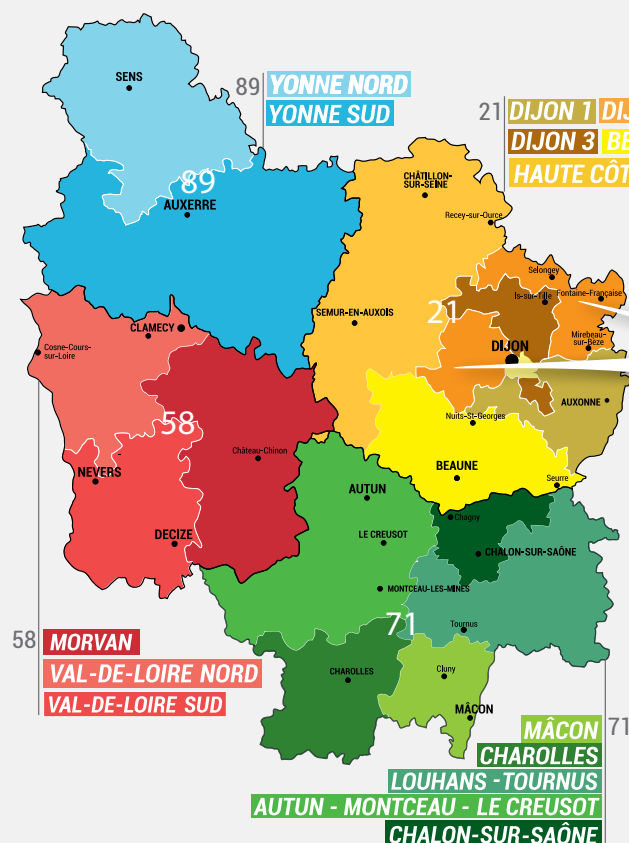 SENS
89 YONNE NORD
YONNE SUD
89
AUXERRE
21 DIJON 1 DIJ
DIJON 3 BE
HAUTE CÔT
CHÂTILLON-
SUR-SEINE
Recey-sur-Ource
Selongey
Is-sur-Tille
Fontaine-Française
SEMUR-EN-AUXOIS
21
Mirebeau-
sur-Bèze
DIJON
AUXONNE
Nuits-St-Georges
BEAUNE
Seurre
CLAMECY
Cosne-Cours-
sur-Loire
58
Château-Chinon
NEVERS
DECIZE
AUTUN
Chagny
LE CREUSOT
CHALON-SUR-SAÔNE
MONTCEAU-LES-MINES
71
Tournus
CHAROLLES
Cluny
MÂCON
58 MORVAN
VAL-DE-LOIRE NORD
VAL-DE-LOIRE SUD
71
MÂCON
CHAROLLES
LOUHANS -TOURNUS
AUTUN - MONTCEAU - LE CREUSOT
CHALON-SUR-SAÔNE